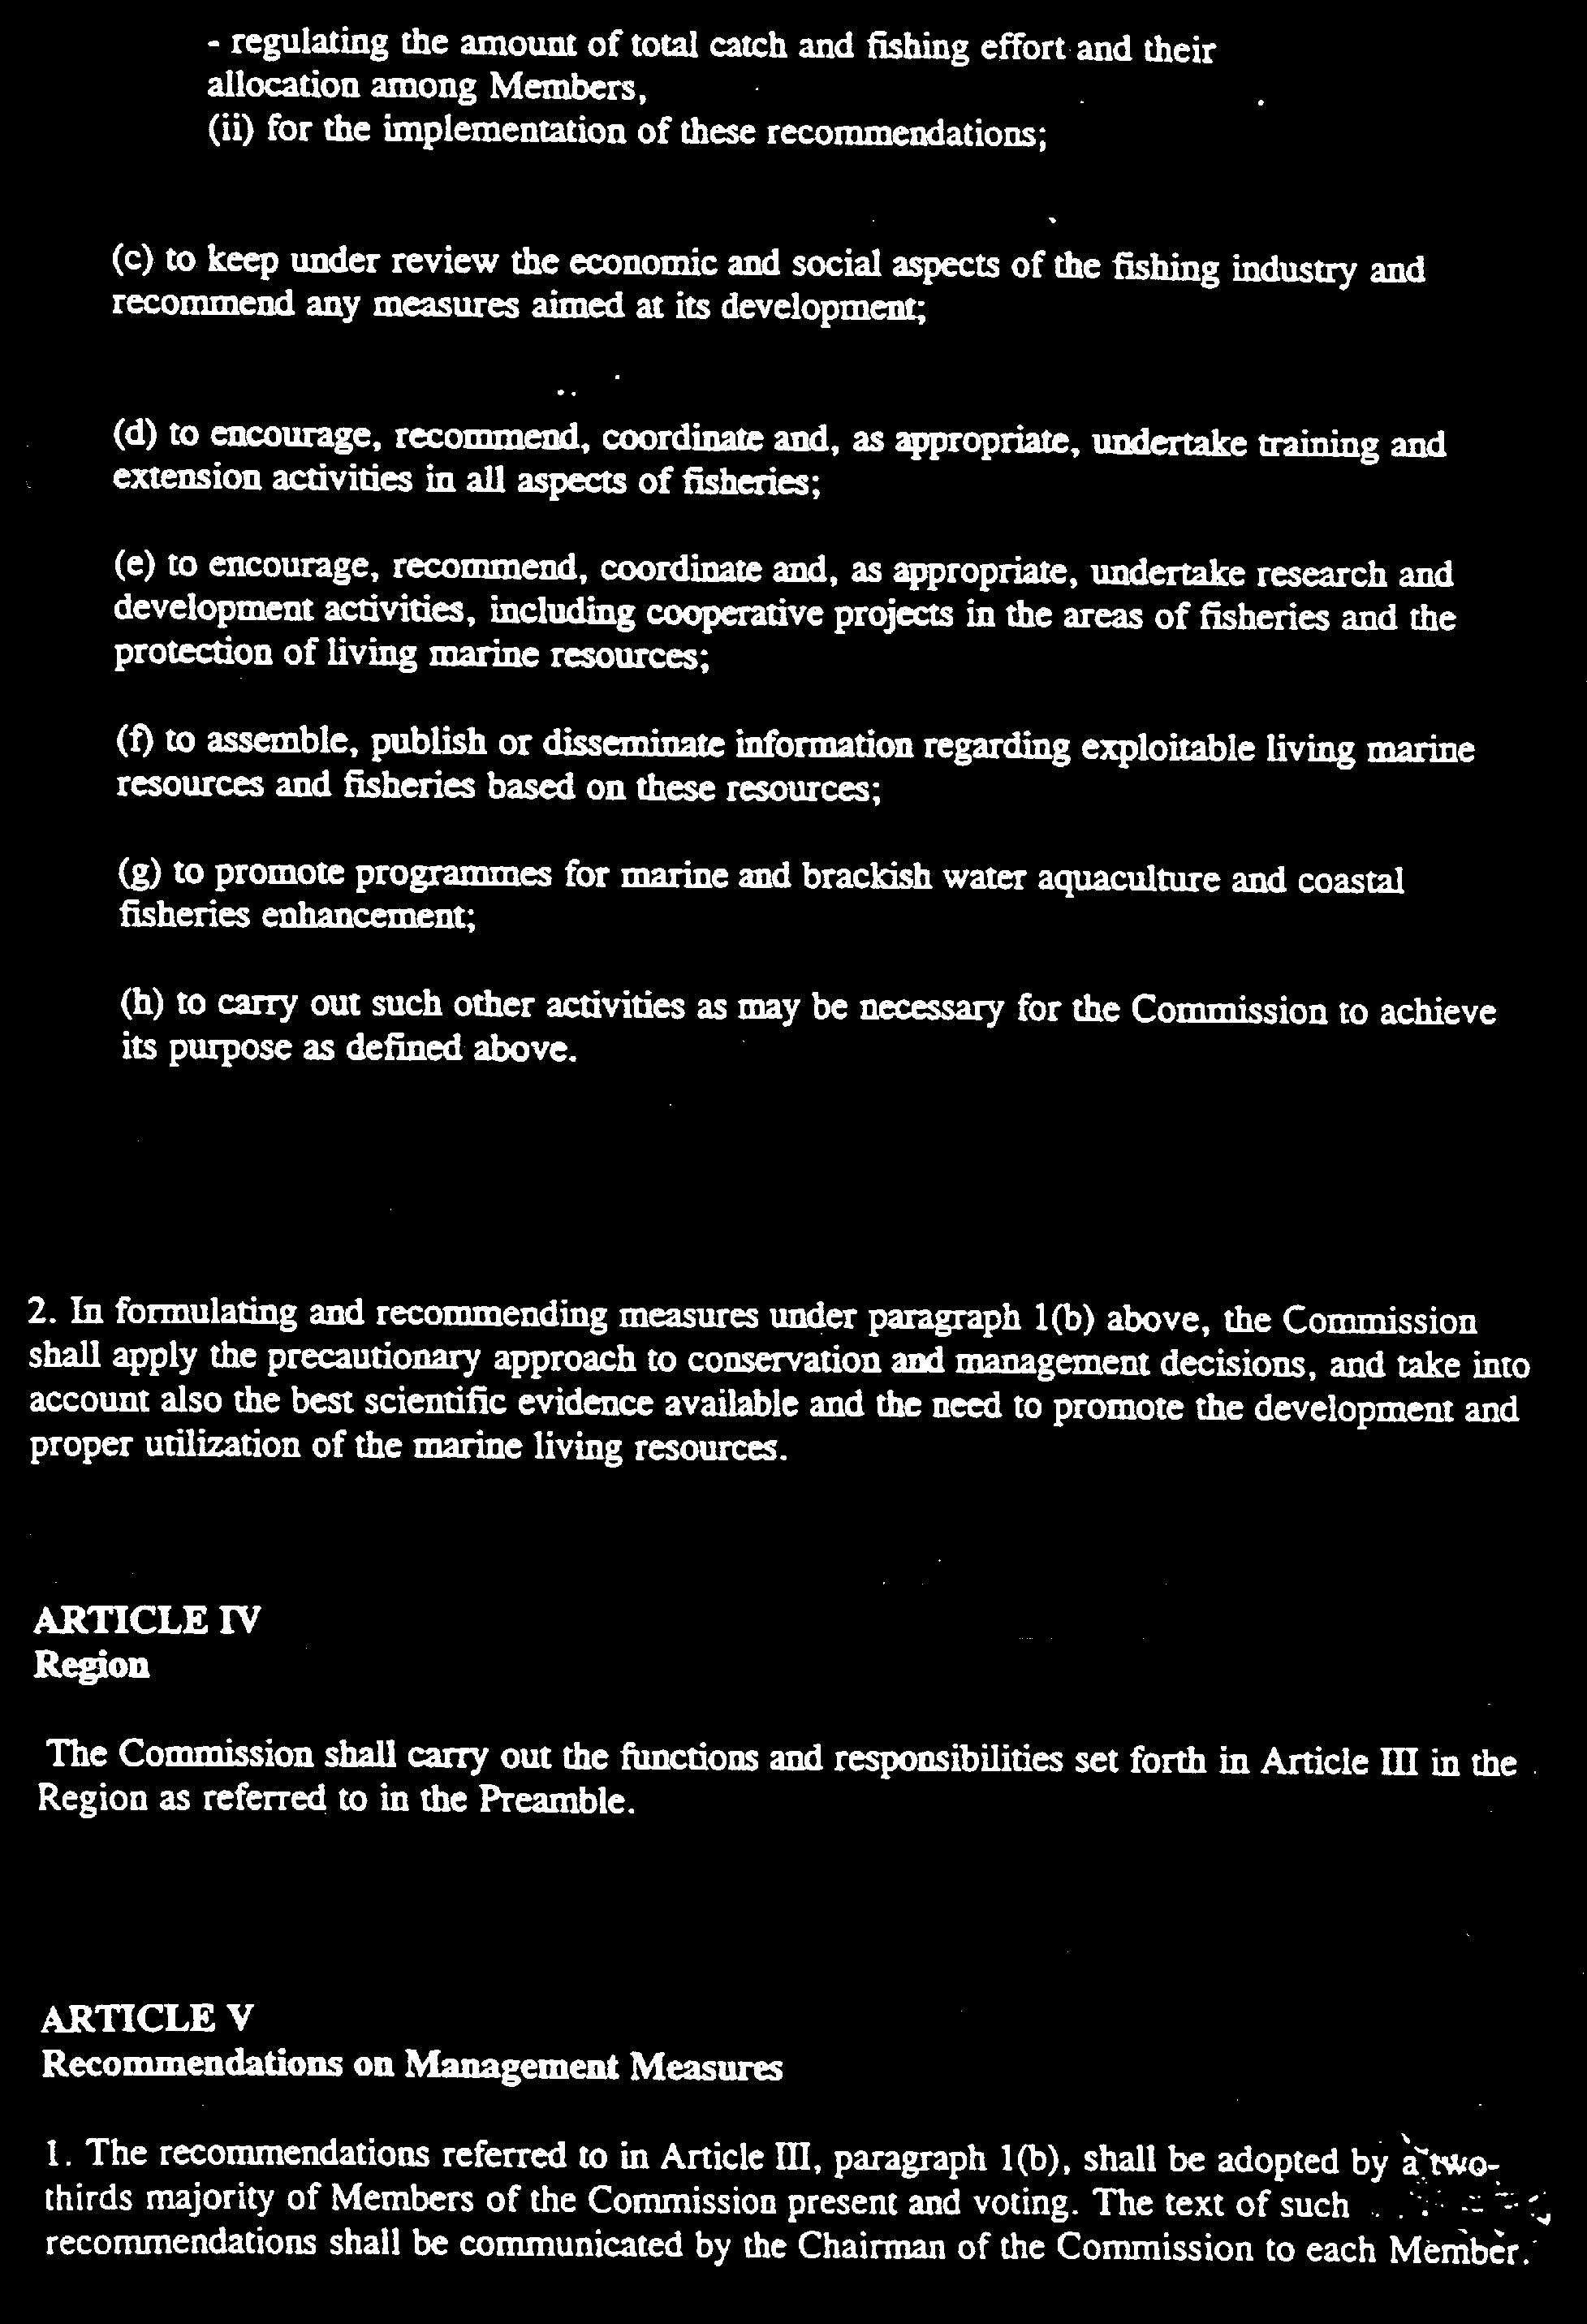 - regulating the amount of total catch and fishing effort and their
allocation among Members,
(ii) for the implementation of these recommendations;
(c) to keep under review the economic and social aspects of the fishing industry and
recommend any measures aimed at its development;
(d) to encourage, recommend, coordinate and, as appropriate, undertake training and
extension activities in all aspects of fisheries;
(e) to encourage, recommend, coordinate and, as appropriate, undertake research and
development activities, including cooperative projects in the areas of fisheries and the
protection of living marine resources;
(f) to assemble, publish or disseminate information regarding exploitable living marine
resources and fisheries based on these resources;
(g) to promote programmes for marine and brackish water aquaculture and coastal
fisheries enhancement;
(h) to carry out such other activities as may be necessary for the Commission to achieve
its purpose as defined above.
2. In formulating and recommending measures under paragraph 1(b) above, the Commission
shall apply the precautionary approach to conservation and management decisions, and take into
account also the best scientific evidence available and the need to promote the development and
proper utilization of the marine living resources.
ARTICLE IV
Region
The Commission shall carry out the functions and responsibilities set forth in Article III in the
Region as referred to in the Preamble.
ARTICLE V
Recommendations on Management Measures
1. The recommendations referred to in Article III, paragraph 1(b), shall be adopted by a two-
thirds majority of Members of the Commission present and voting. The text of such
recommendations shall be communicated by the Chairman of the Commission to each Member.